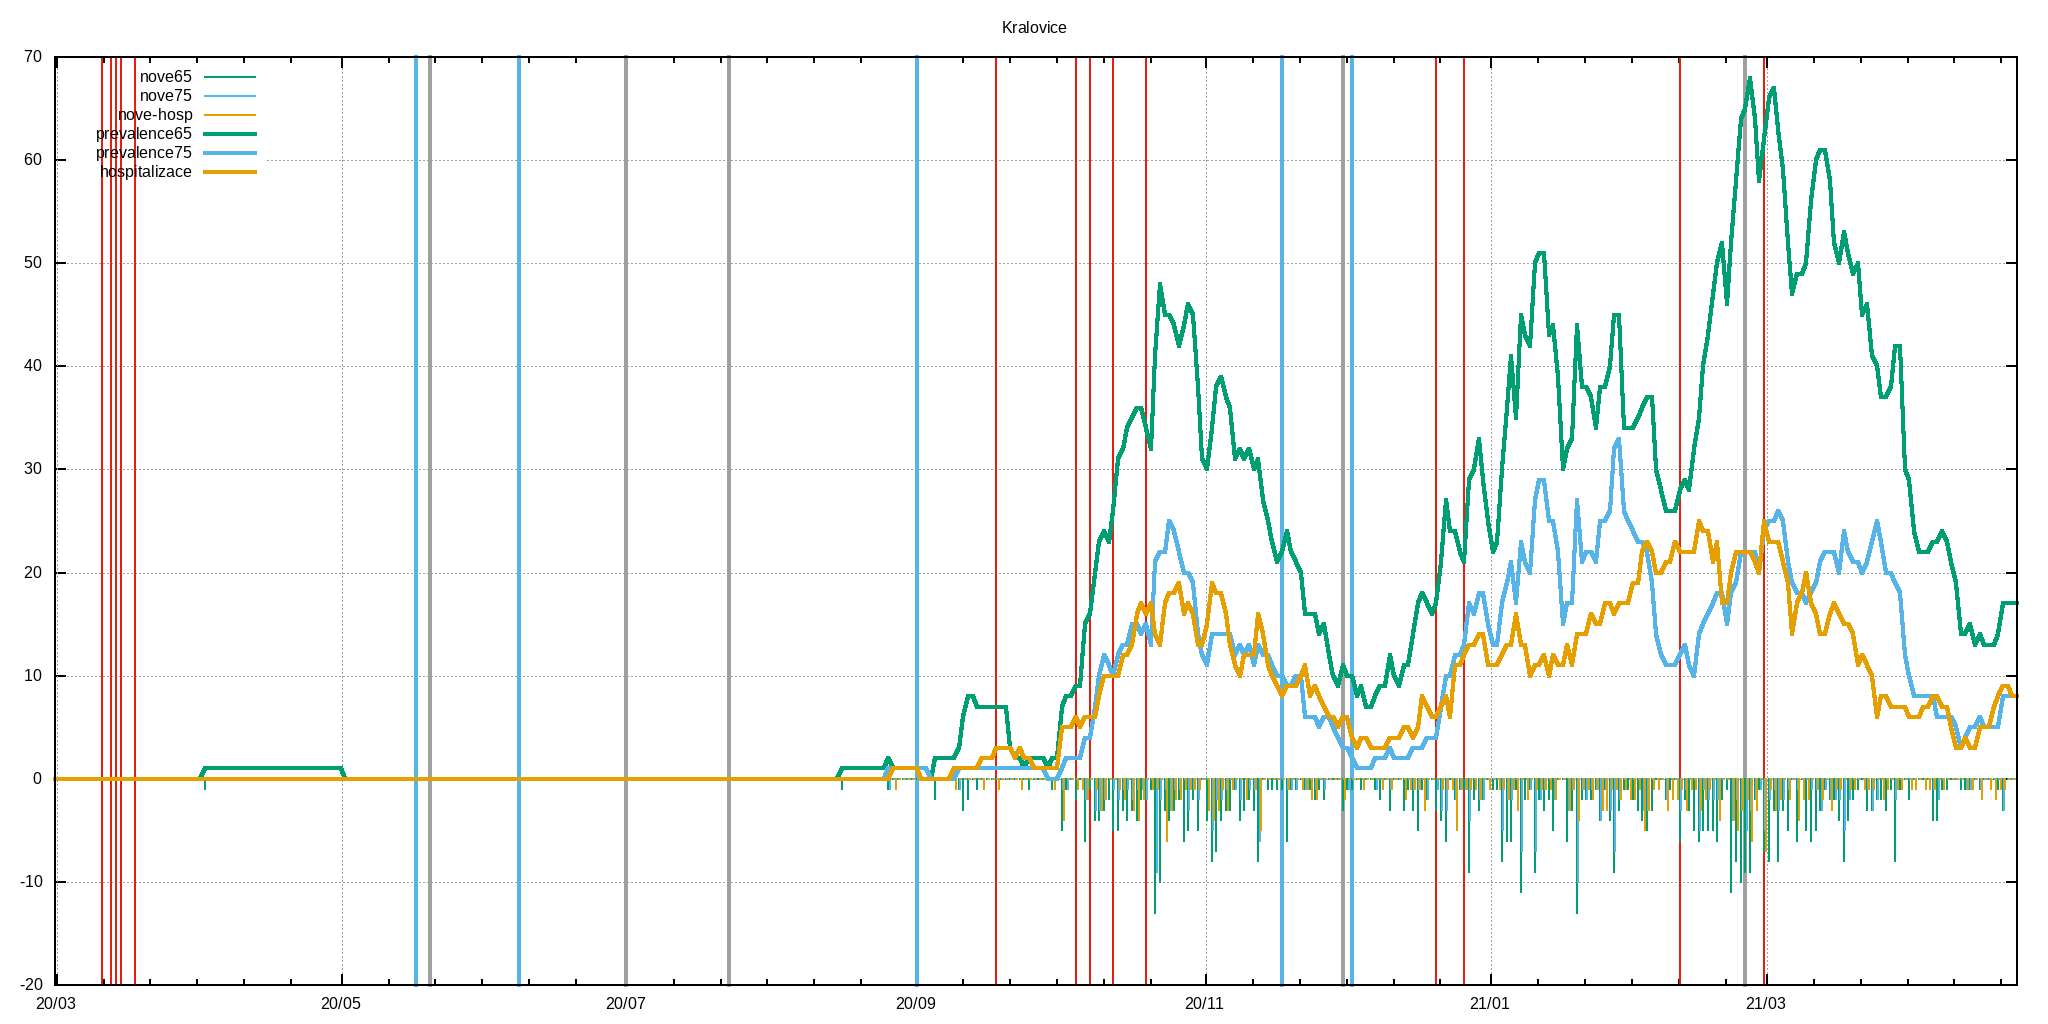 Kralovice
70
nove65
nove75
nove-hosp
prevalence65
60
prevalence75
hospitalizace
50
40
30
20
10
0
-10
-20
20/03 20/05 20/07 20/09 20/11 21/01 21/03